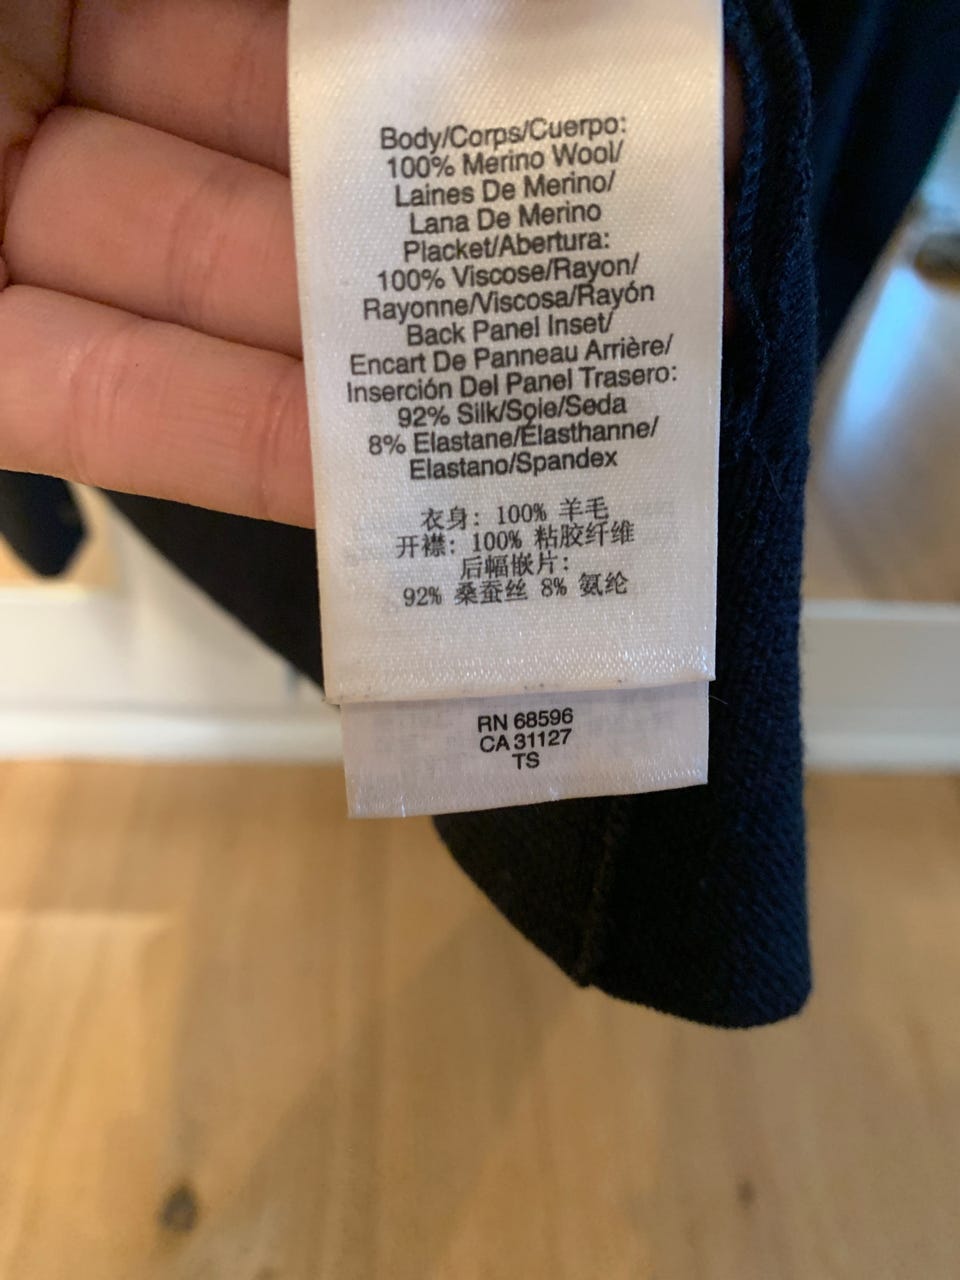 Body/Corps/Cuerpo:
100% Merino Wool/
Laines De Merino/
Lana De Merino
Placket/Abertura:
100% Viscose/Rayon/
Rayonne/Viscosa/Rayón
Back Panel Inset/
Encart De Panneau Arrière/
Inserción Del Panel Trasero:
92% Silk/Soie/Seda
8% Elastane/Élasthanne/
Elastano/Spandex
衣身: 100% 羊毛
开襟: 100% 粘胶纤维
后幅嵌片:
92% 桑蚕丝 8% 氨纶
RN 68596
CA 31127
TS